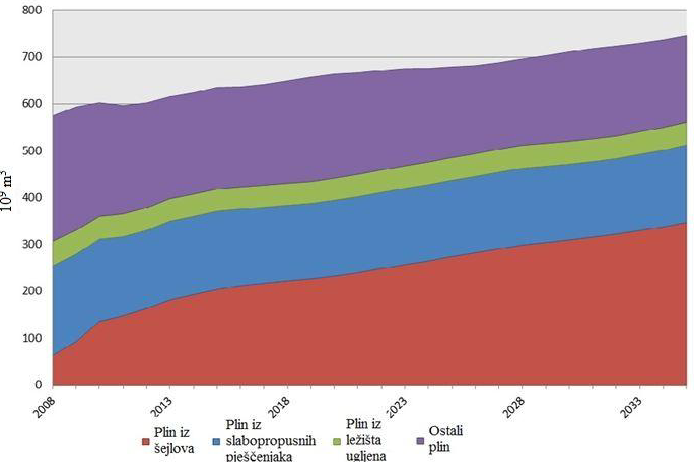 800
700
600
500
400
300
200
100
0
10⁹ m³
2008
2013
2018
2023
2028
2033
Plin iz
šejlova
Plin iz
slabopropusnih
pješčenjaka
Plin iz
ležišta
ugljena
Ostali
plin